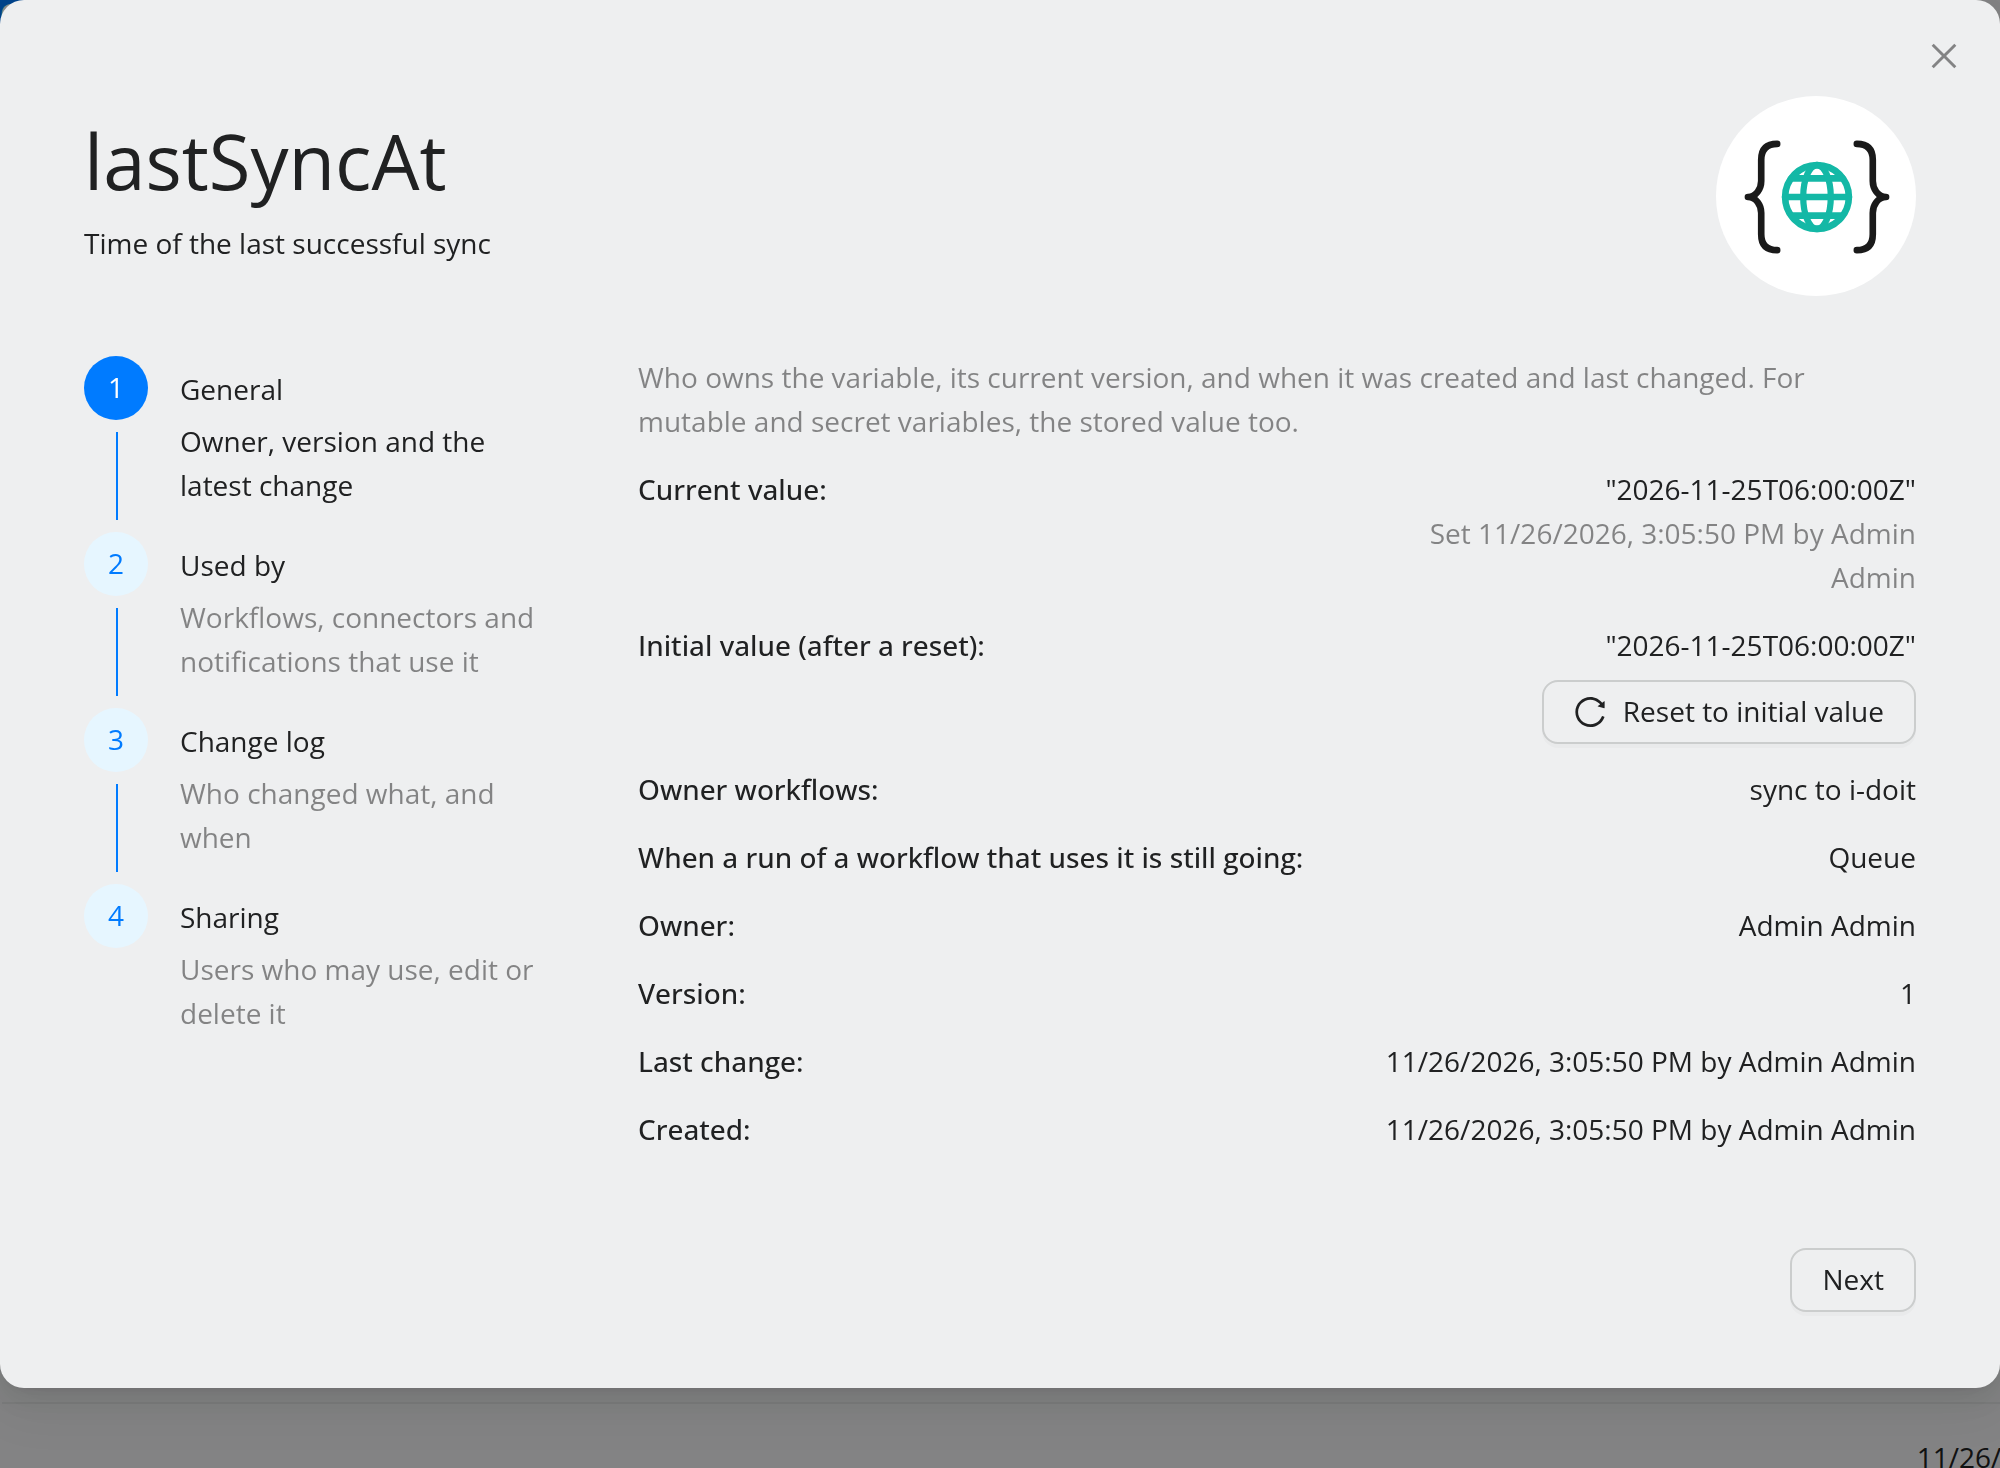 lastSyncAt
Time of the last successful sync
1
General
Owner, version and the
latest change
2
Used by
Workflows, connectors and
notifications that use it
3
Change log
Who changed what, and
when
4
Sharing
Users who may use, edit or
delete it
Who owns the variable, its current version, and when it was created and last changed. For
mutable and secret variables, the stored value too.
Current value:
"2026-11-25T06:00:00Z"
Set 11/26/2026, 3:05:50 PM by Admin
Admin
Initial value (after a reset):
"2026-11-25T06:00:00Z"
Reset to initial value
Owner workflows:
sync to i-doit
When a run of a workflow that uses it is still going:
Queue
Owner:
Admin Admin
Version:
1
Last change:
11/26/2026, 3:05:50 PM by Admin Admin
Created:
11/26/2026, 3:05:50 PM by Admin Admin
Next
11/26/